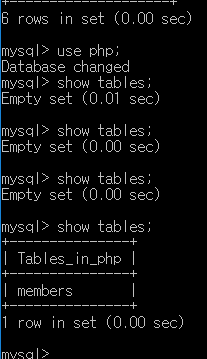 +--------------------+
6 rows in set (0.00 sec)
mysql> use php;
Database changed
mysql> show tables;
Empty set (0.01 sec)
mysql> show tables;
Empty set (0.00 sec)
mysql> show tables;
Empty set (0.00 sec)
mysql> show tables;
+---------------+
| Tables_in_php |
+---------------+
| members       |
+---------------+
1 row in set (0.00 sec)
mysql>